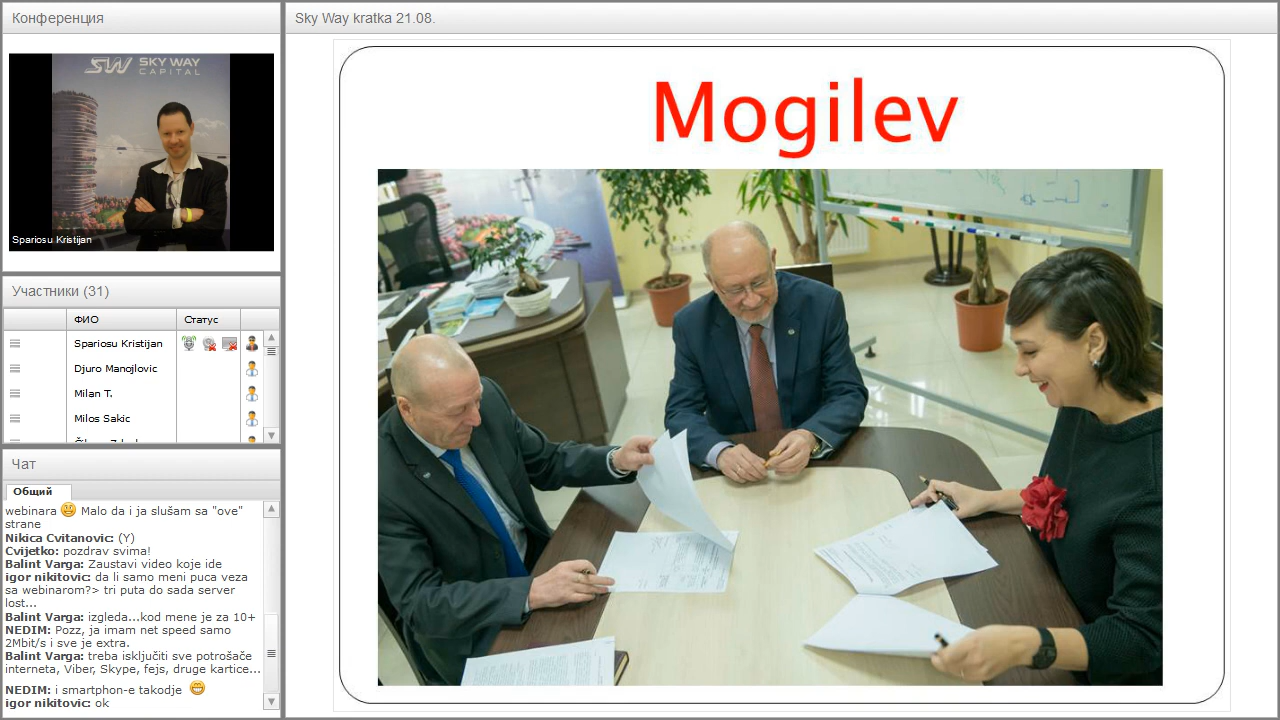 Конференция
SW SKY WAY
CAPITAL
Spariosu Kristijan
Участники (31)
ФИО Статус
Spariosu Kristijan
Djuro Manojlovic
Milan T.
Milos Sakic
Чат
Общий
webinara Malo da i ja slušam sa "ove"
strane
Nikica Cvitanovic: (Y)
Cvijetko: pozdrav svima!
Balint Varga: Zaustavi video koje ide
igor nikitovic: da li samo meni puca veza
sa webinarom?> tri puta do sada server
lost...
Balint Varga: izgleda...kod mene je za 10+
NEDIM: Pozz, ja imam net speed samo
2Mbit/s i sve je extra.
Balint Varga: treba isključiti sve potrošače
interneta, Viber, Skype, fejs, druge kartice...
NEDIM: i smartphon-e takodje
igor nikitovic: ok
Sky Way kratka 21.08.
Mogilev